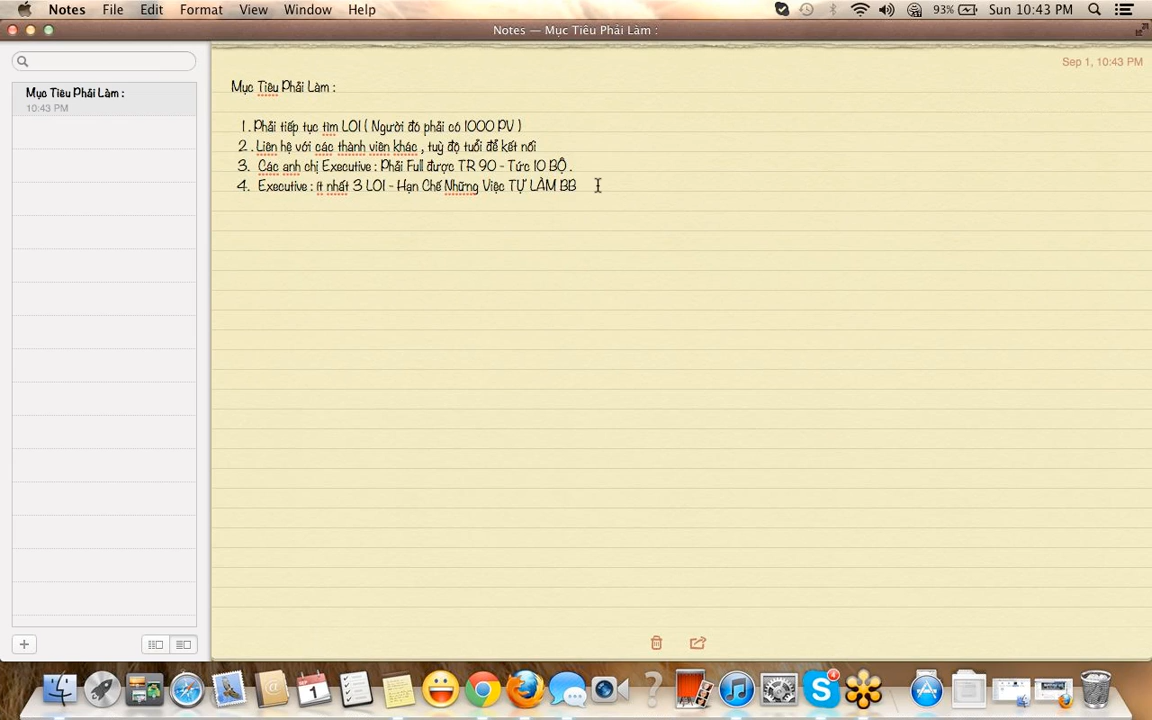 Notes File Edit Format View Window Help 93% Sun 10:43 PM
Notes — Mục Tiêu Phải Làm :
Sep 1, 10:43 PM
Mục Tiêu Phải Làm :
10:43 PM
Mục Tiêu Phải Làm :
1 . Phải tiếp tục tìm LOI ( Người đó phải có 1000 PV )
2 . Liên hệ với các thành viên khác , tuỳ độ tuổi để kết nối
3. Các anh chị Executive : Phải Full được TR 90 - Tức 10 BỘ .
4. Executive : ít nhất 3 LOI - Hạn Chế Những Việc TỰ LÀM BB
1
4